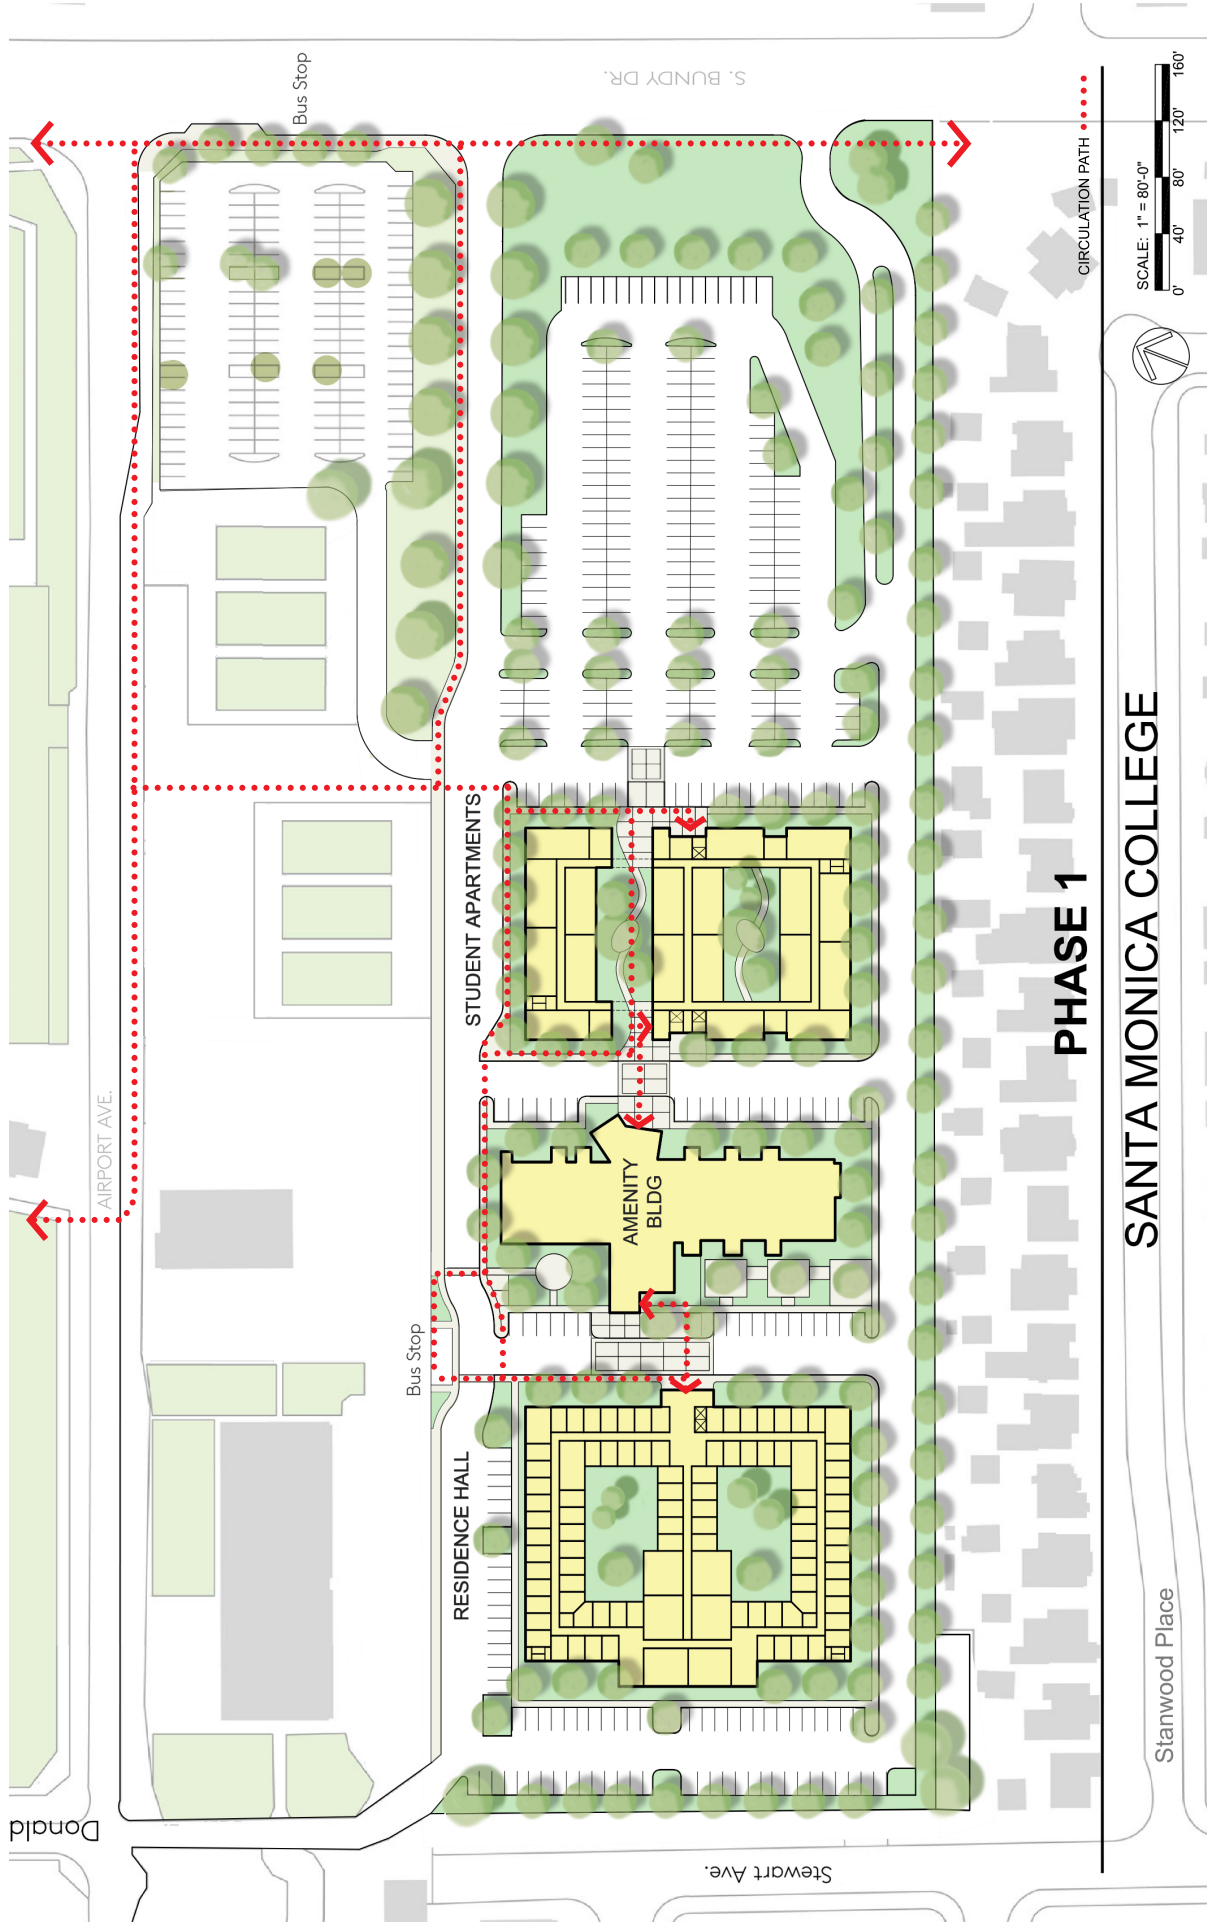 Bus Stop
S. BUNDY DR.
CIRCULATION PATH
SCALE: 1" = 80'-0"
0' 40' 80' 120' 160'
STUDENT APARTMENTS
AIRPORT AVE.
AMENITY
BLDG
Bus Stop
RESIDENCE HALL
PHASE 1
SANTA MONICA COLLEGE
Stanwood Place
Donald
Stewart Ave.